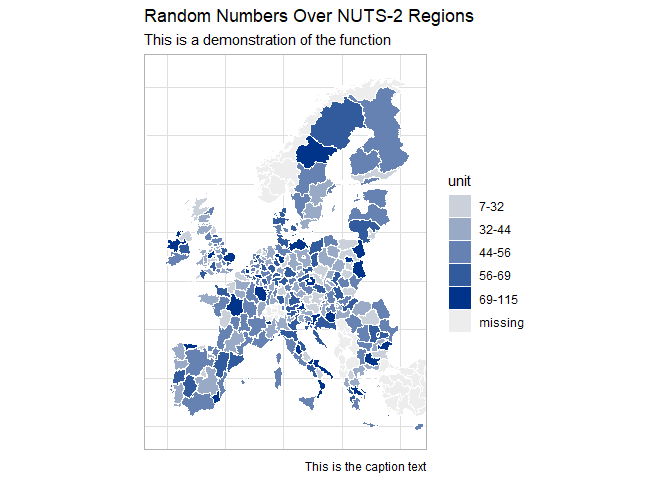 Random Numbers Over NUTS-2 Regions
This is a demonstration of the function
unit
7-32
32-44
44-56
56-69
69-115
missing
This is the caption text